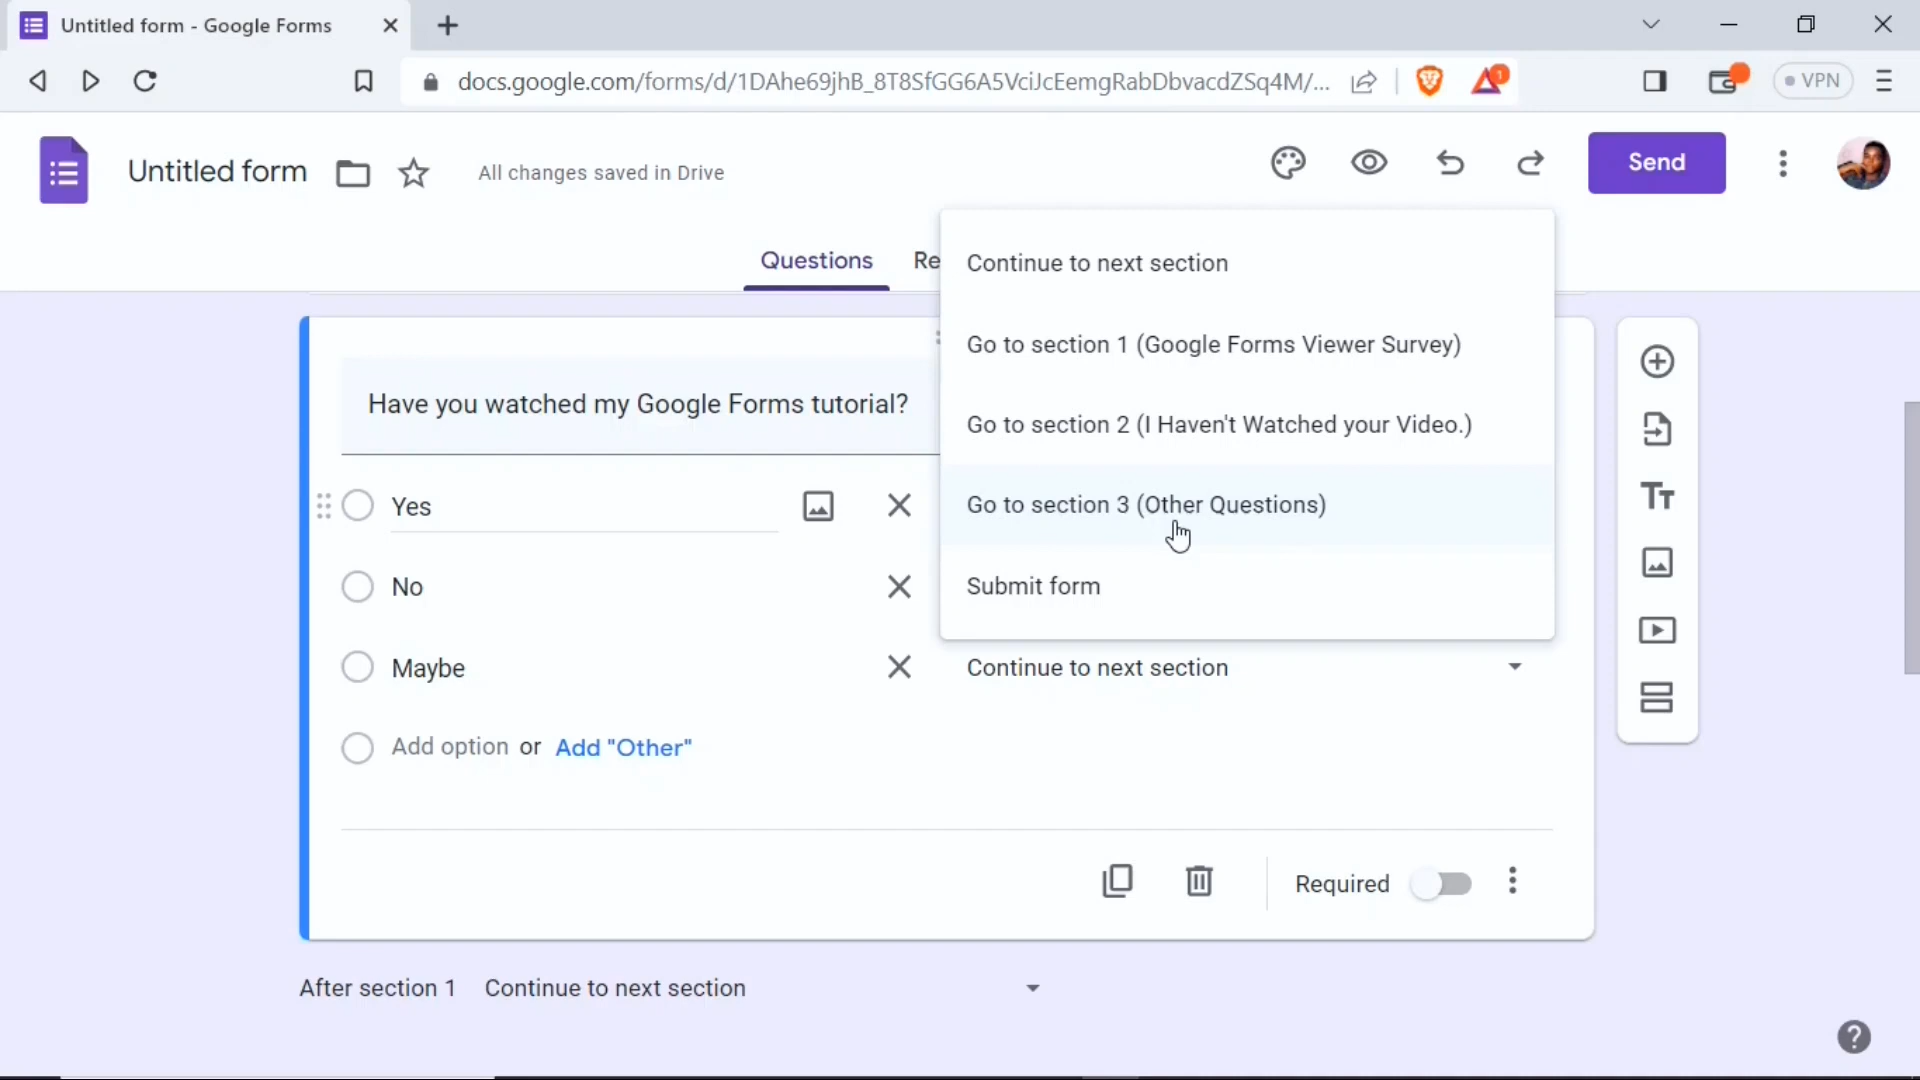 Untitled form - Google Forms
docs.google.com/forms/d/1DAhe69jhB_8T8SfGG6A5VciJcEemgRabDbvacdZSq4M/...
1
VPN
Untitled form
All changes saved in Drive
Send
Questions
Re
Continue to next section
Go to section 1 (Google Forms Viewer Survey)
Go to section 2 (I Haven't Watched your Video.)
Go to section 3 (Other Questions)
Submit form
Have you watched my Google Forms tutorial?
Yes
No
Maybe
Continue to next section
Add option or Add "Other"
Required
After section 1 Continue to next section